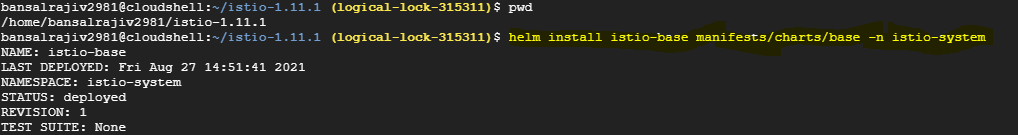 bansalrajiv2981@cloudshell:~/istio-1.11.1 (logical-lock-315311)$ pwd
/home/bansalrajiv2981/istio-1.11.1
bansalrajiv2981@cloudshell:~/istio-1.11.1 (logical-lock-315311)$ helm install istio-base manifests/charts/base -n istio-system
NAME: istio-base
LAST DEPLOYED: Fri Aug 27 14:51:41 2021
NAMESPACE: istio-system
STATUS: deployed
REVISION: 1
TEST SUITE: None